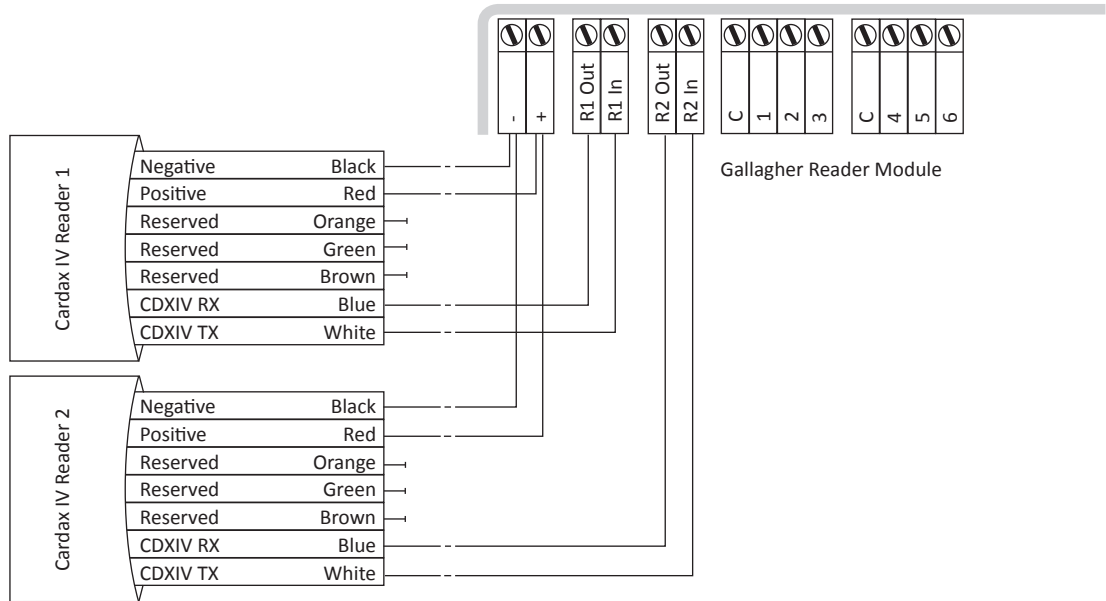 - +
R1 Out R1 In
R2 Out R2 In
C 1 2 3
C 4 5 6
Gallagher Reader Module
Cardax IV Reader 1
Negative Black
Positive Red
Reserved Orange
Reserved Green
Reserved Brown
CDXIV RX Blue
CDXIV TX White
Cardax IV Reader 2
Negative Black
Positive Red
Reserved Orange
Reserved Green
Reserved Brown
CDXIV RX Blue
CDXIV TX White